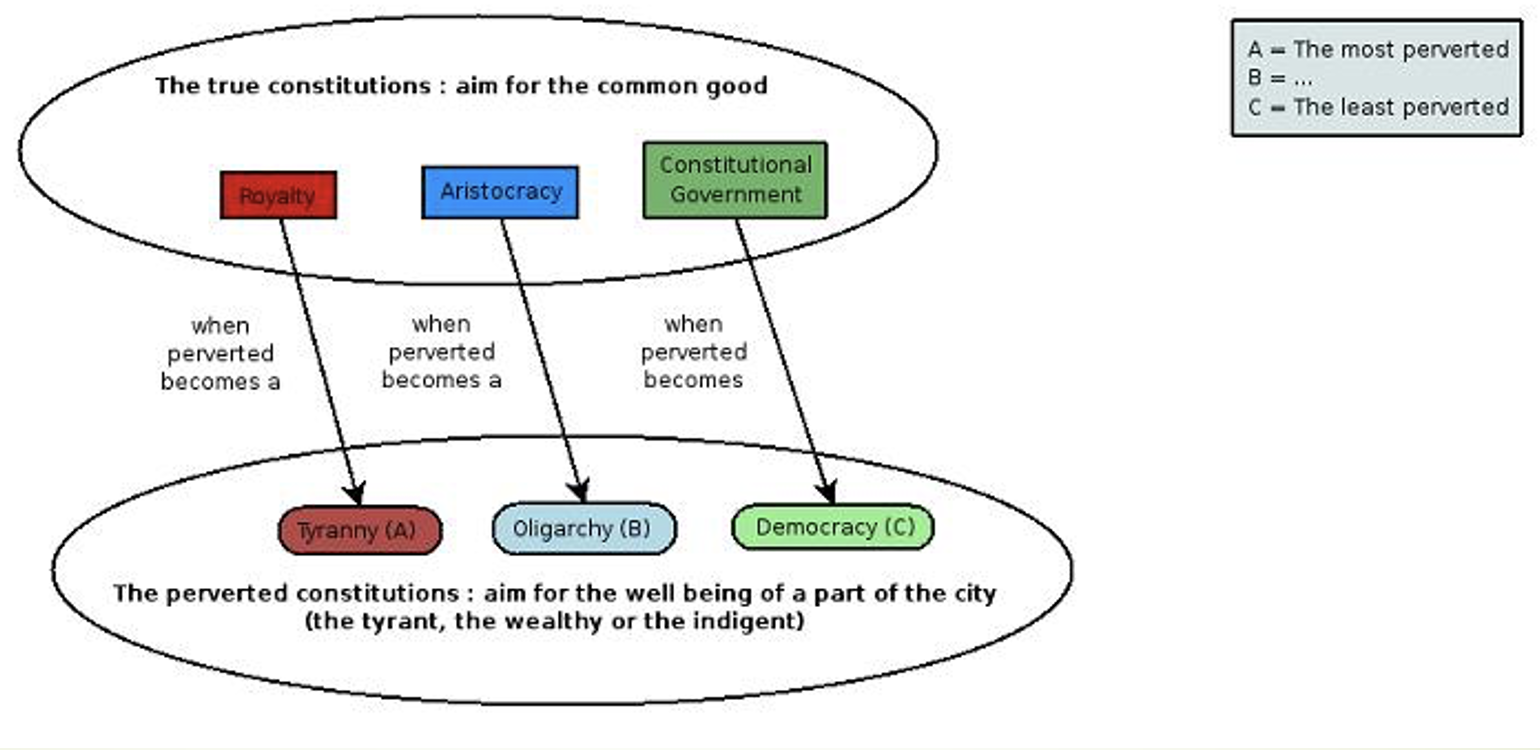 The true constitutions : aim for the common good
Royalty
Aristocracy
Constitutional
Government
when
perverted
becomes a
when
perverted
becomes a
when
perverted
becomes
Tyranny (A)
Oligarchy (B)
Democracy (C)
The perverted constitutions : aim for the well being of a part of the city
(the tyrant, the wealthy or the indigent)
A = The most perverted
B = ...
C = The least perverted